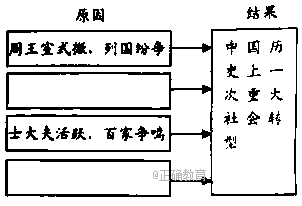 原因
结果
周王室式微，列国纷争
士大夫活跃，百家争鸣
中国历
史上一
次重大
社会转
型
@正确教育